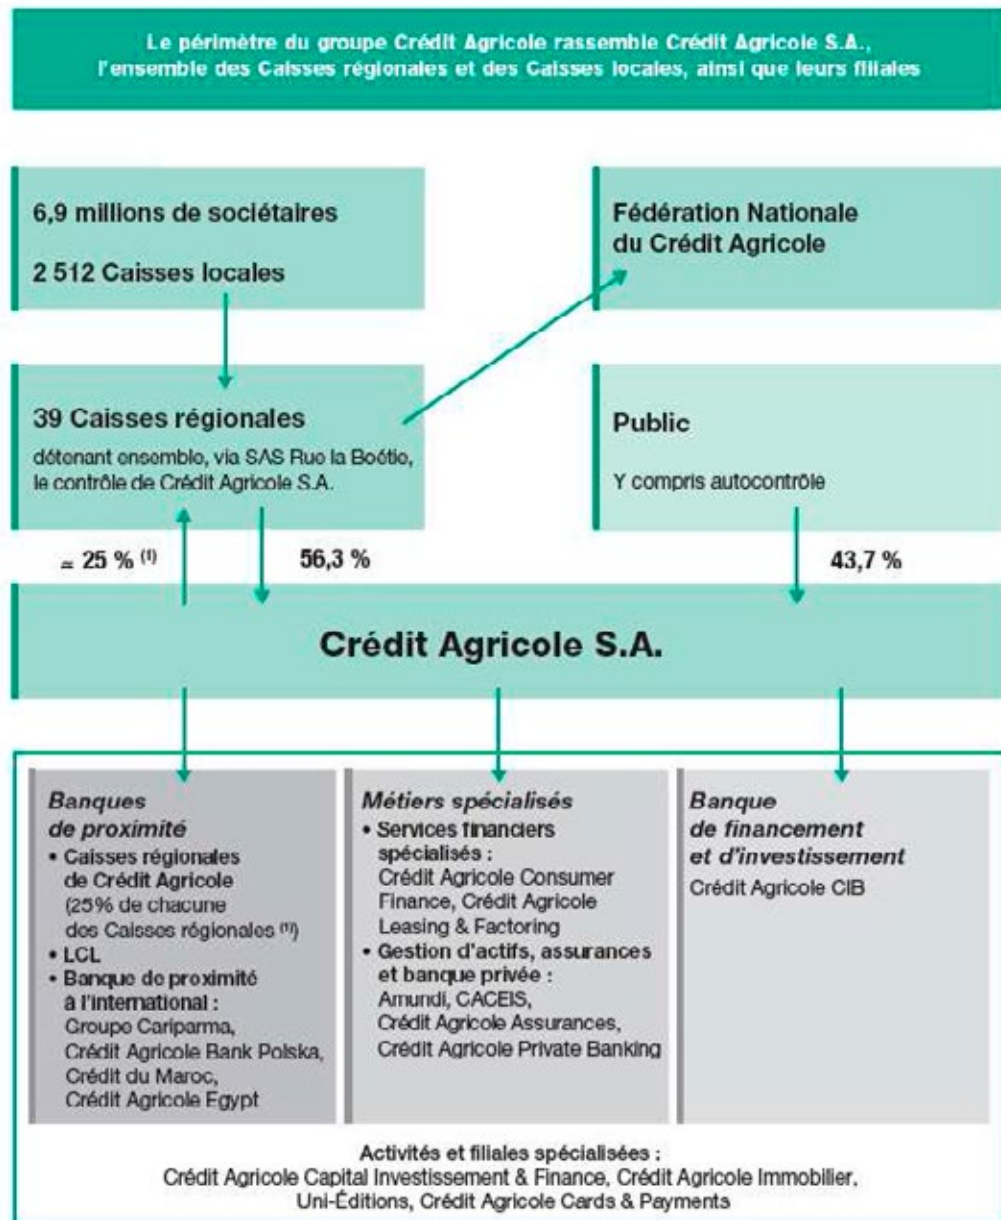 Le périmètre du groupe Crédit Agricole rassemble Crédit Agricole S.A.,
l'ensemble des Caisses régionales et des Caisses locales, ainsi que leurs filiales
6,9 millions de sociétaires
2 512 Caisses locales
Fédération Nationale
du Crédit Agricole
39 Caisses régionales
détenant ensemble, via SAS Rue la Boétie,
le contrôle de Crédit Agricole S.A.
Public
Y compris autocontrôle
≃ 25 % (1)
56,3 %
43,7 %
Crédit Agricole S.A.
Banques
de proximité
• Caisses régionales
de Crédit Agricole
(25% de chacune
des Caisses régionales (1))
• LCL
• Banque de proximité
à l'international :
Groupe Cariparma,
Crédit Agricole Bank Polska,
Crédit du Maroc,
Crédit Agricole Egypt
Métiers spécialisés
• Services financiers
spécialisés :
Crédit Agricole Consumer
Finance, Crédit Agricole
Leasing & Factoring
• Gestion d'actifs, assurances
et banque privée :
Amundi, CACEIS,
Crédit Agricole Assurances,
Crédit Agricole Private Banking
Banque
de financement
et d'investissement
Crédit Agricole CIB
Activités et filiales spécialisées :
Crédit Agricole Capital Investissement & Finance, Crédit Agricole Immobilier,
Uni-Éditions, Crédit Agricole Cards & Payments